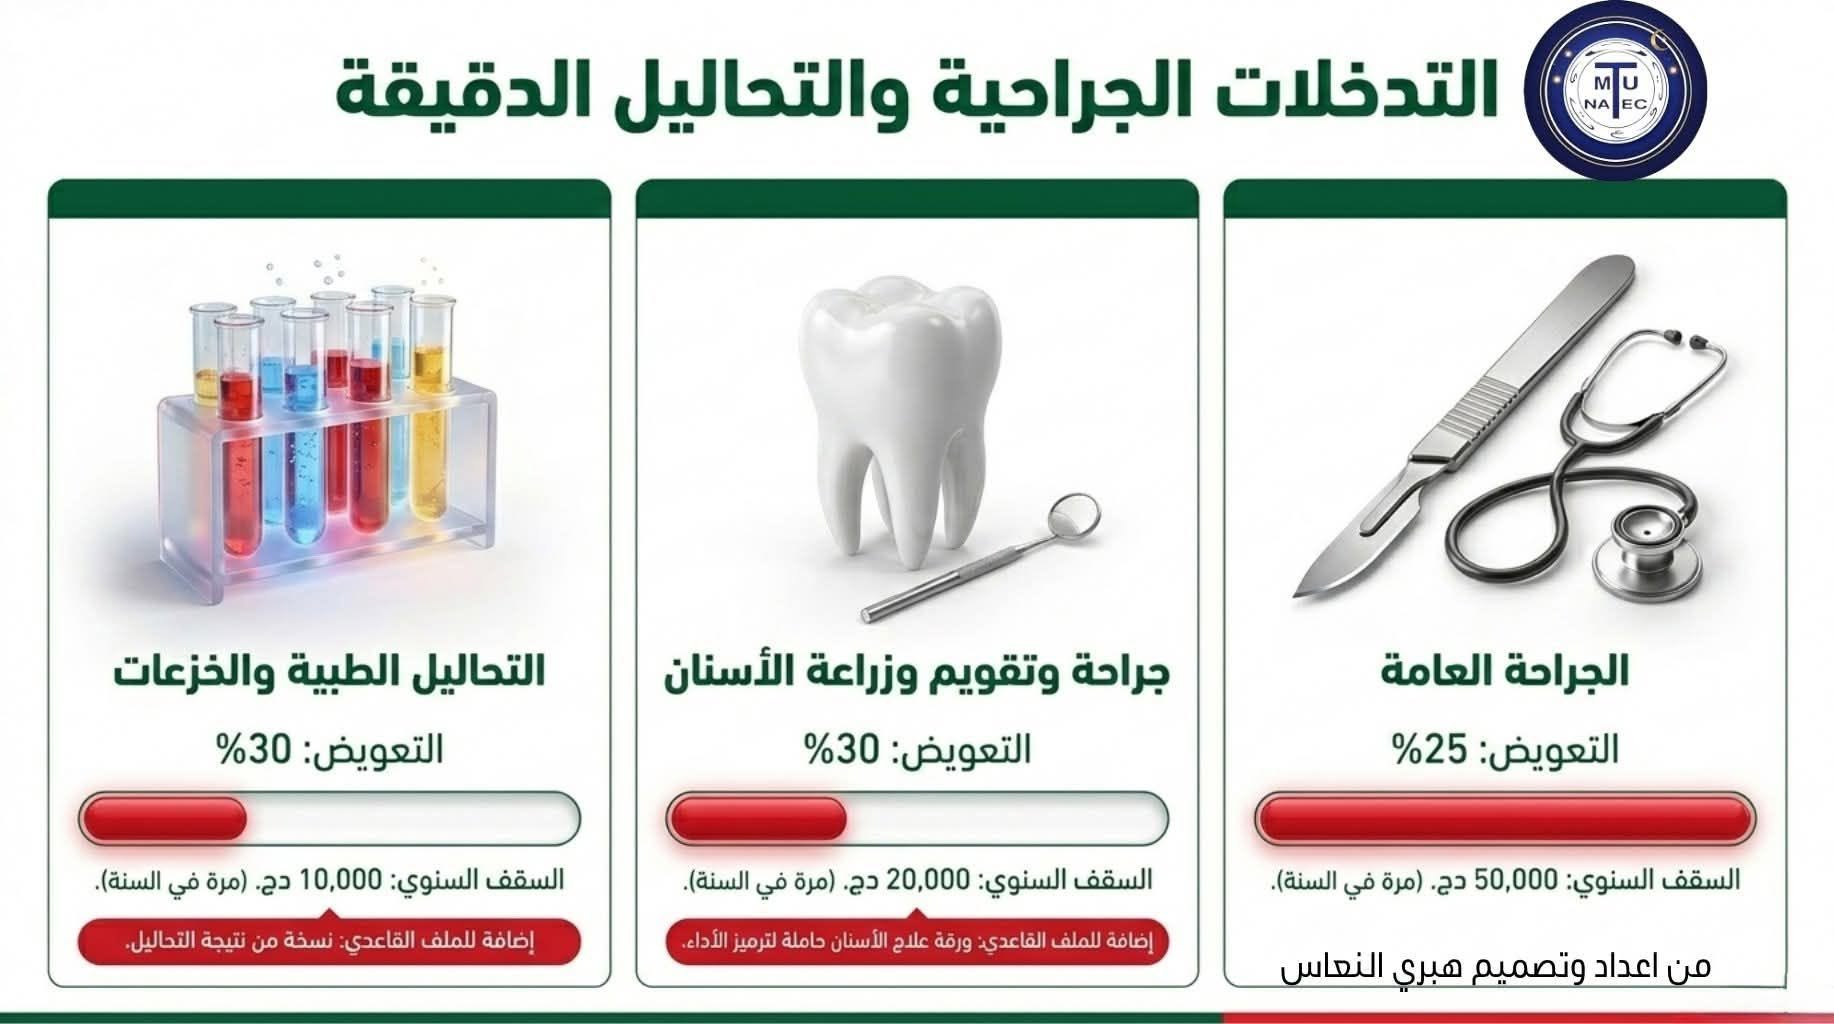 التدخلات الجراحية والتحاليل الدقيقة
MTU
NATEC
الجراحة العامة
التعويض: 25%
السقف السنوي: 50,000 دج. (مرة في السنة).
جراحة وتقويم وزراعة الأسنان
التعويض: 30%
السقف السنوي: 20,000 دج. (مرة في السنة).
إضافة للملف القاعدي: ورقة علاج الأسنان حاملة لترميز الأداء.
التحاليل الطبية والخزعات
التعويض: 30%
السقف السنوي: 10,000 دج. (مرة في السنة).
إضافة للملف القاعدي: نسخة من نتيجة التحاليل.
من اعداد وتصميم هبري النعاس